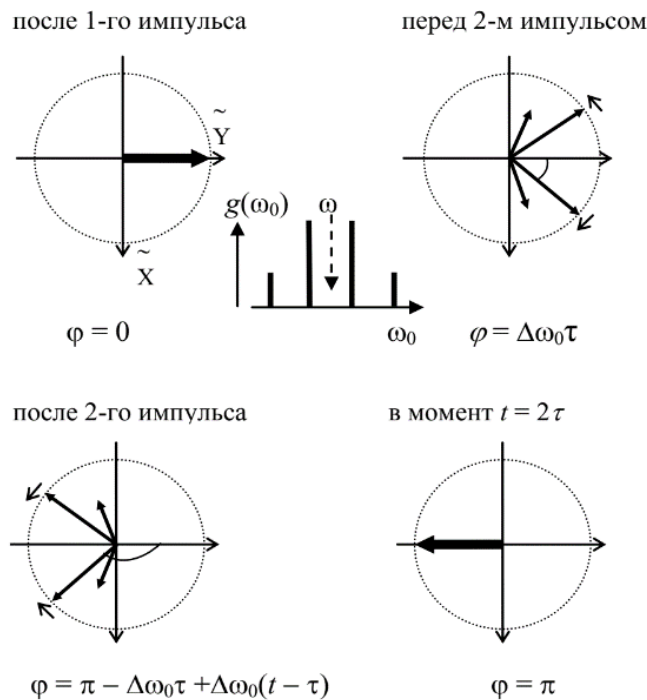 после 1-го импульса
перед 2-м импульсом
Ỹ
X̃
g(ω₀)
ω
ω₀
φ = 0
φ = Δω₀τ
после 2-го импульса
в момент t = 2τ
φ = π – Δω₀τ +Δω₀(t – τ)
φ = π